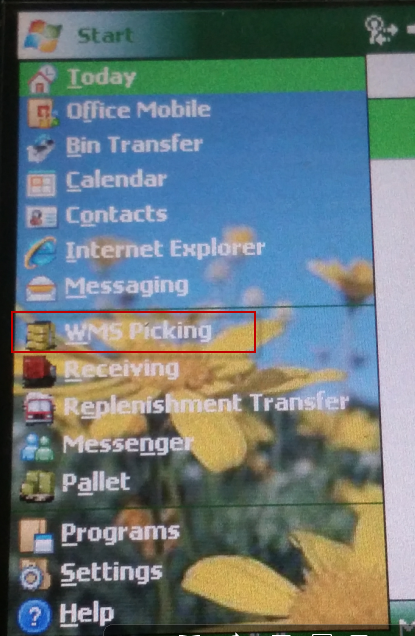 Start
Today
Office Mobile
Bin Transfer
Calendar
Contacts
Internet Explorer
Messaging
WMS Picking
Receiving
Replenishment Transfer
Messenger
Pallet
Programs
Settings
Help